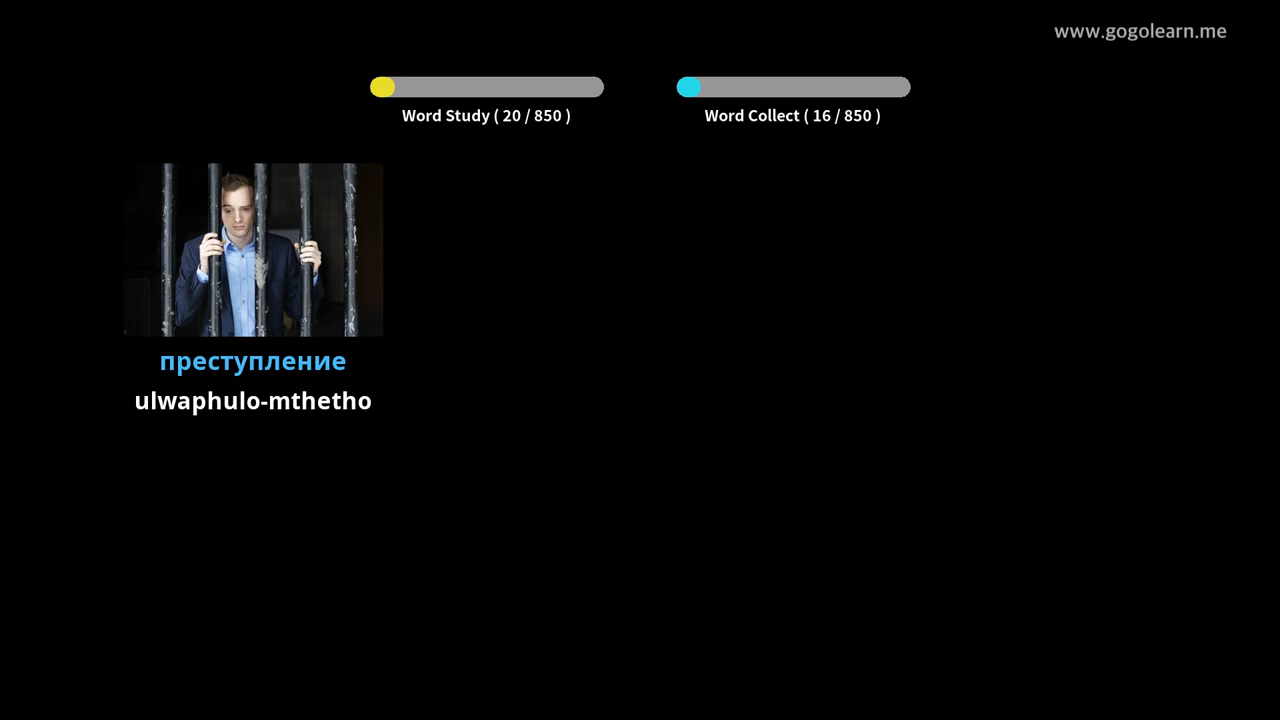 www.gogolearn.me
Word Study ( 20 / 850 )
Word Collect ( 16 / 850 )
преступление
ulwaphulo-mthetho